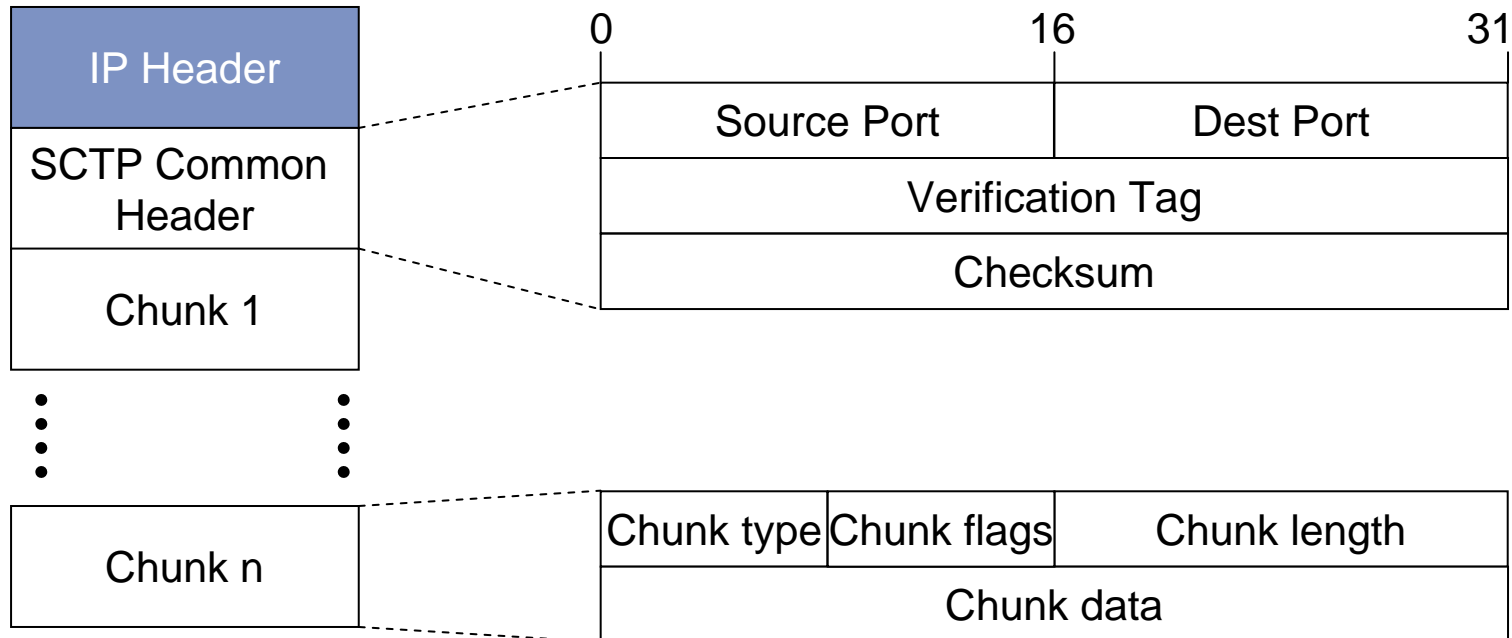 0 16 31
IP Header
Source Port Dest Port
SCTP Common
Header
Verification Tag
Checksum
Chunk 1
Chunk type Chunk flags Chunk length
Chunk n
Chunk data